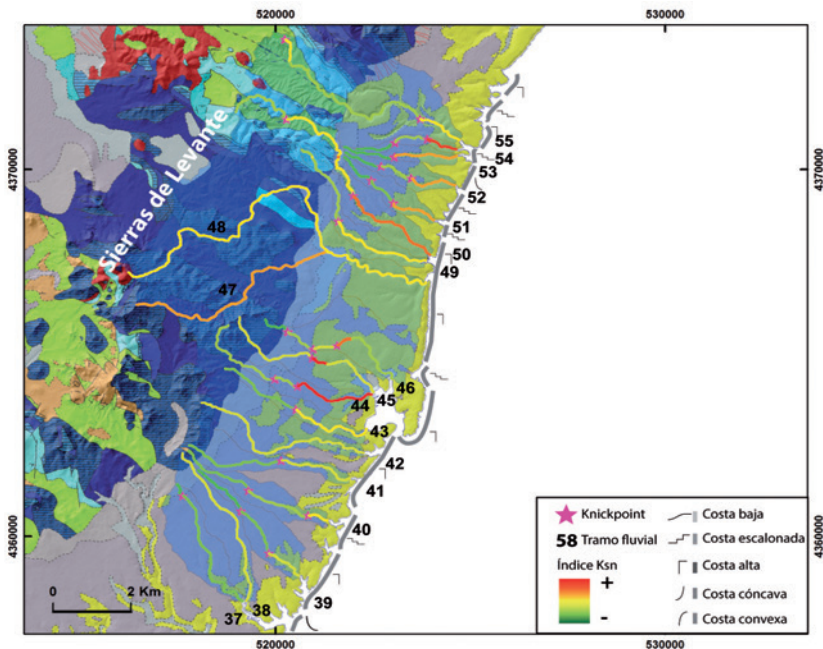 520000
530000
4370000
4370000
4360000
4360000
520000
530000
Sierras de Levante
55
54
53
52
51
50
49
48
47
46
45
44
43
42
41
40
39
38
37
0 2 Km
Knickpoint
58 Tramo fluvial
Índice Ksn
+
-
Costa baja
Costa escalonada
Costa alta
Costa cóncava
Costa convexa